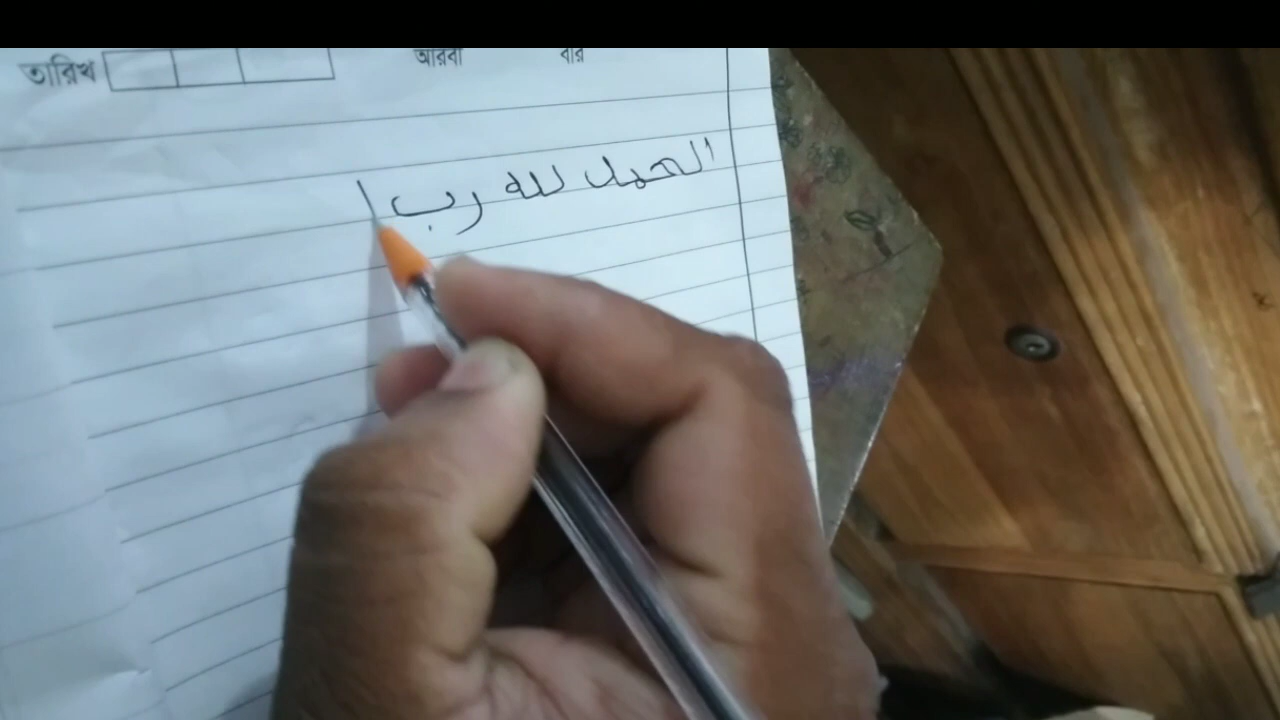 তারিখ আরবী বার
الحمد لله رب ا